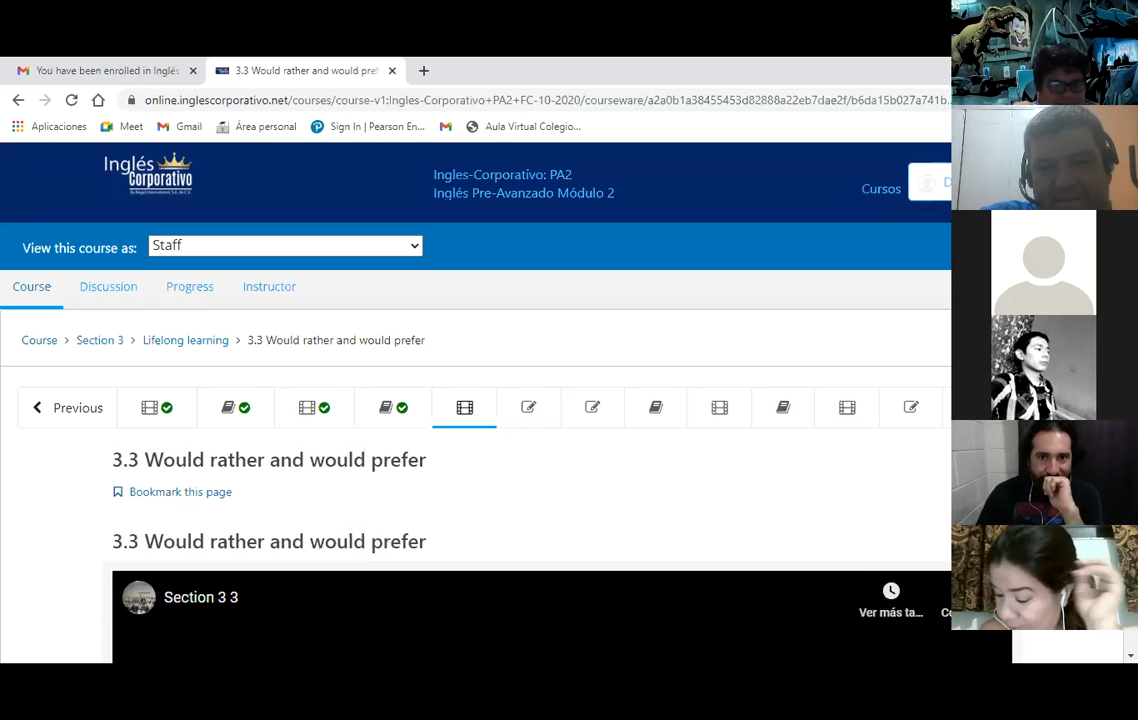 You have been enrolled in Inglés
3.3 Would rather and would pref
online.inglescorporativo.net/courses/course-v1:Ingles-Corporativo+PA2+FC-10-2020/courseware/a2a0b1a38455453d82888a22eb7dae2f/b6da15b027a741b...
Aplicaciones
Meet
Gmail
Área personal
Sign In | Pearson En...
Aula Virtual Colegio...
Inglés
Corporativo
Ingles-Corporativo: PA2
Inglés Pre-Avanzado Módulo 2
Cursos
D
View this course as:
Staff
Course
Discussion
Progress
Instructor
Course > Section 3 > Lifelong learning > 3.3 Would rather and would prefer
Previous
3.3 Would rather and would prefer
Bookmark this page
3.3 Would rather and would prefer
Section 3 3
Ver más ta...